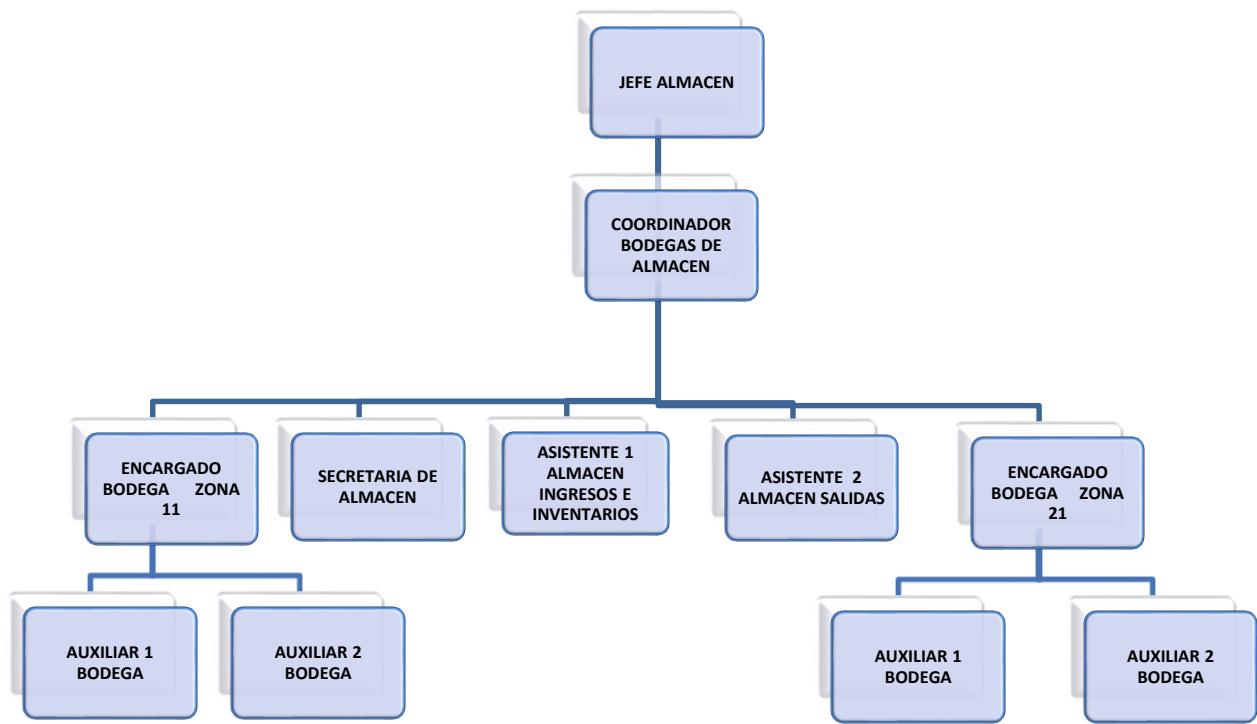 JEFE ALMACEN
COORDINADOR
BODEGAS DE
ALMACEN
ENCARGADO
BODEGA ZONA
11
SECRETARIA DE
ALMACEN
ASISTENTE 1
ALMACEN
INGRESOS E
INVENTARIOS
ASISTENTE 2
ALMACEN SALIDAS
ENCARGADO
BODEGA ZONA
21
AUXILIAR 1
BODEGA
AUXILIAR 2
BODEGA
AUXILIAR 1
BODEGA
AUXILIAR 2
BODEGA